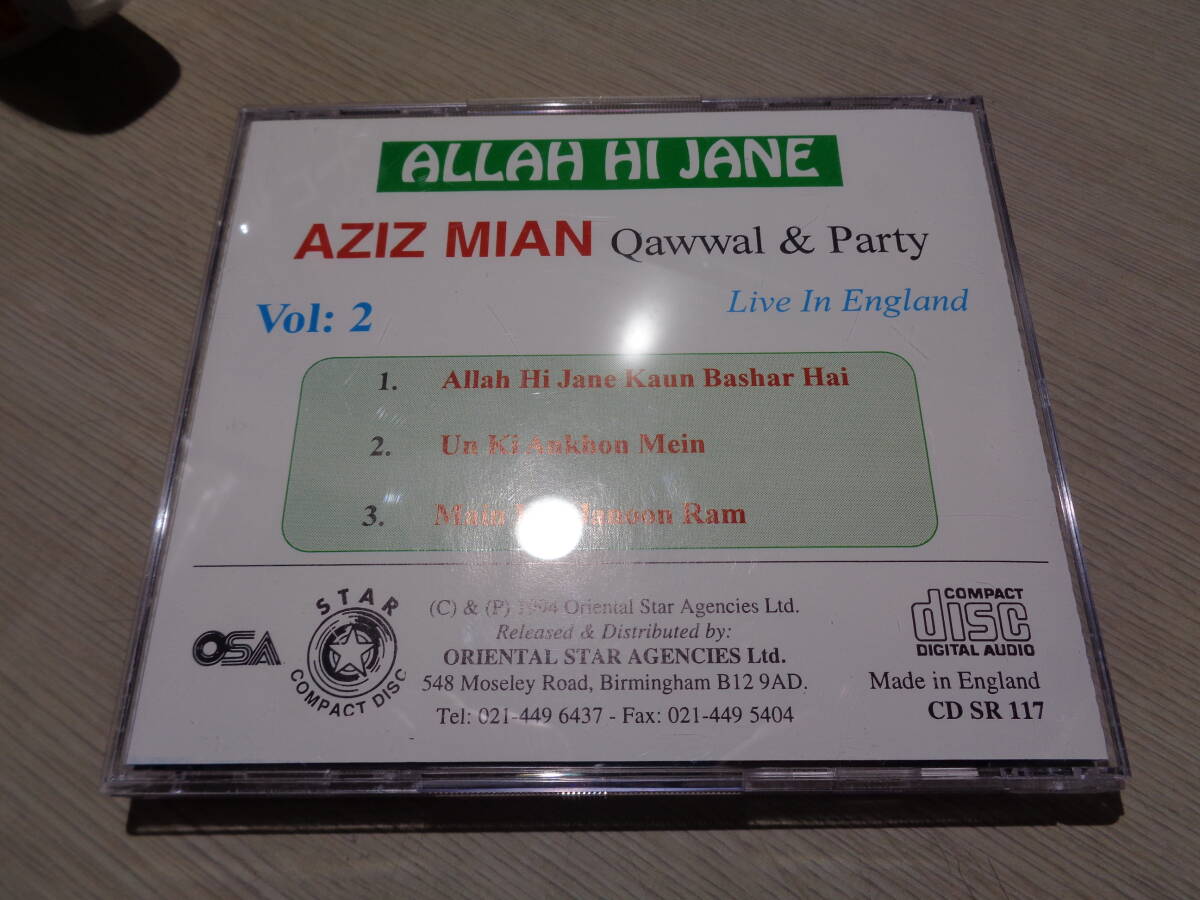 ALLAH HI JANE
AZIZ MIAN Qawwal & Party
Vol: 2
Live In England
1. Allah Hi Jane Kaun Bashar Hai
2. Un Ki Ankhon Mein
3. Main Ram
OSA
STAR
COMPACT DISC
(C) & (P) 1994 Oriental Star Agencies Ltd.
Released & Distributed by:
ORIENTAL STAR AGENCIES Ltd.
548 Moseley Road, Birmingham B12 9AD.
Tel: 021-449 6437 - Fax: 021-449 5404
COMPACT
disc
DIGITAL AUDIO
Made in England
CD SR 117